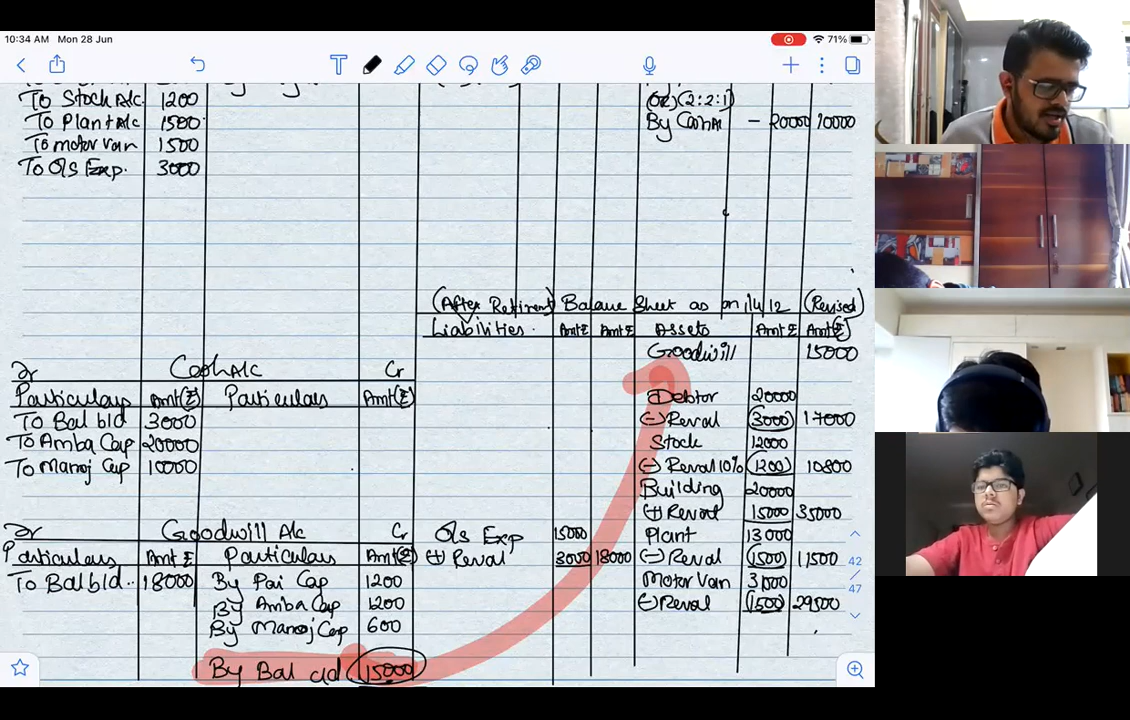 10:34 AM Mon 28 Jun
71%
To Stock A/c. 1200
To Plant A/c 1500
To motor van 1500
To O/s Exp. 3000
(OR) (2:2:1)
By Cash A/c - 20000 10000
(After Retirement) Balance Sheet as on 1/4/12 (Revised)
Liabilities. Amt ₹ Amt ₹ Assets Amt ₹ Amt(₹)
Goodwill 15000
Debtor 20000
(-) Reval (3000) 17000
Stock 12000
(-) Reval 10% (1200) 10800
Building 20000
(+) Reval 15000 35000
O/s Exp 15000 Plant 13000
(+) Reval 3000 18000 (-) Reval (1500) 11500
Motor Van 31000
(-) Reval (1500) 29500
Dr Cash A/c Cr
Particulars Amt(₹) Particulars Amt(₹)
To Bal b/d 3000
To Amba Cap 20000
To Manoj Cap 10000
Dr Goodwill A/c Cr
Particulars Amt ₹ Particulars Amt(₹)
To Bal b/d.. 18000 By Pai Cap 1200
By Amba Cap 1200
By Manoj Cap 600
By Bal c/d 15000
42
/
47